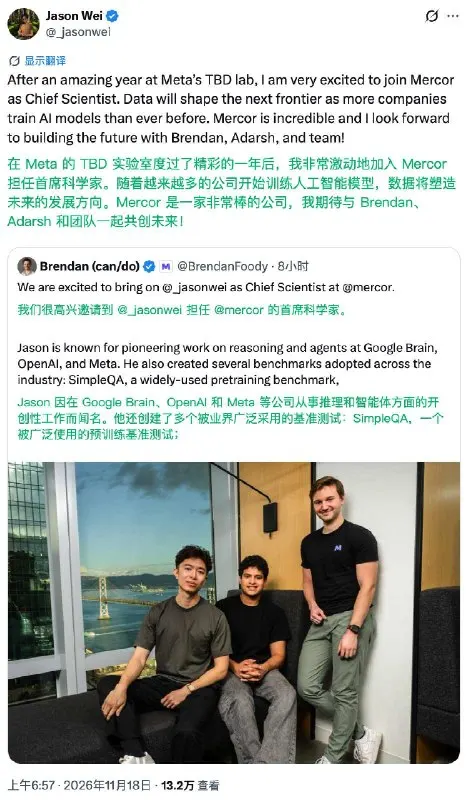 Jason Wei
@_jasonwei
显示翻译
After an amazing year at Meta's TBD lab, I am very excited to join Mercor
as Chief Scientist. Data will shape the next frontier as more companies
train AI models than ever before. Mercor is incredible and I look forward
to building the future with Brendan, Adarsh, and team!
在 Meta 的 TBD 实验室度过了精彩的一年后，我非常激动地加入 Mercor
担任首席科学家。随着越来越多的公司开始训练人工智能模型，数据将塑造
未来的发展方向。Mercor 是一家非常棒的公司，我期待与 Brendan、
Adarsh 和团队一起共创未来！
Brendan (can/do) @BrendanFoody · 8小时
We are excited to bring on @_jasonwei as Chief Scientist at @mercor.
我们很高兴邀请到 @_jasonwei 担任 @mercor 的首席科学家。
Jason is known for pioneering work on reasoning and agents at Google Brain,
OpenAI, and Meta. He also created several benchmarks adopted across the
industry: SimpleQA, a widely-used pretraining benchmark,
Jason 因在 Google Brain、OpenAI 和 Meta 等公司从事推理和智能体方面的开
创性工作而闻名。他还创建了多个被业界广泛采用的基准测试：SimpleQA，一个
被广泛使用的预训练基准测试；
上午6:57 · 2026年11月18日 · 13.2万 查看